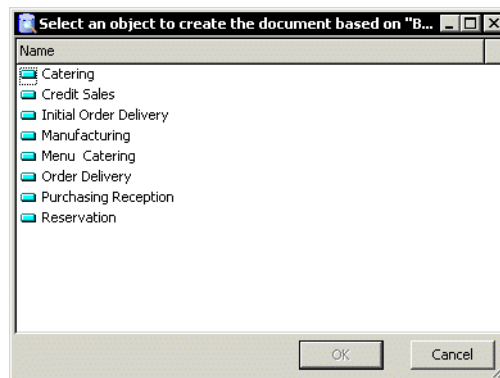 Select an object to create the document based on "B...
Name
Catering
Credit Sales
Initial Order Delivery
Manufacturing
Menu  Catering
Order Delivery
Purchasing Reception
Reservation
OK
Cancel